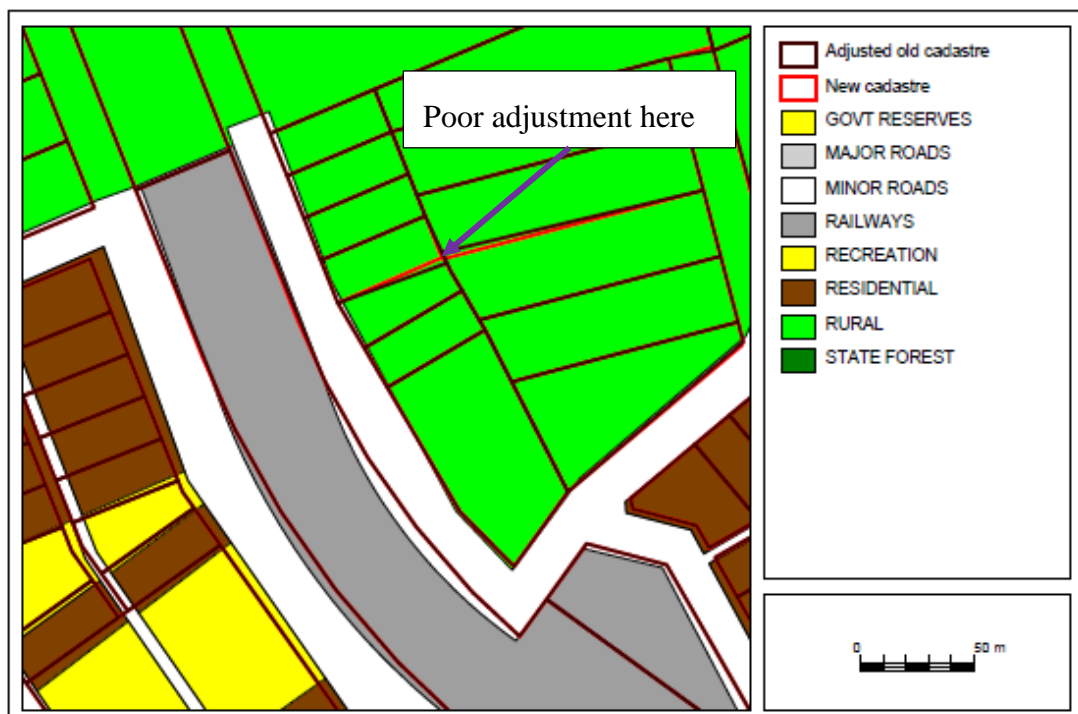 Poor adjustment here
Adjusted old cadastre
New cadastre
GOVT RESERVES
MAJOR ROADS
MINOR ROADS
RAILWAYS
RECREATION
RESIDENTIAL
RURAL
STATE FOREST
0 50 m